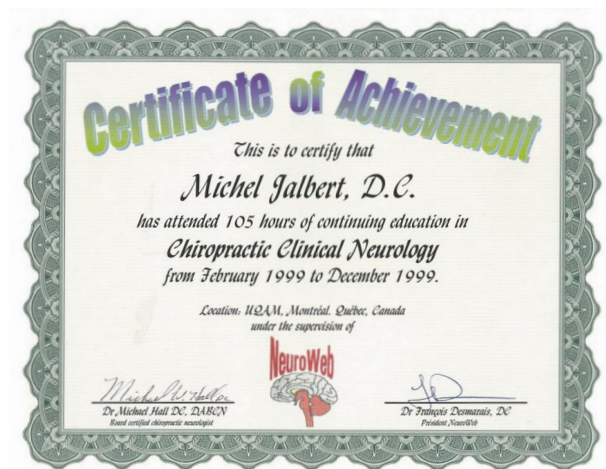 Certificate of Achievement
This is to certify that
Michel Jalbert, D.C.
has attended 105 hours of continuing education in
Chiropractic Clinical Neurology
from February 1999 to December 1999.
Location: UQAM, Montréal, Québec, Canada
under the supervision of
NeuroWeb
Dr Michael Hall DC, DABCN
Board certified chiropractic neurologist
Dr François Desmarais, DC
Président NeuroWeb